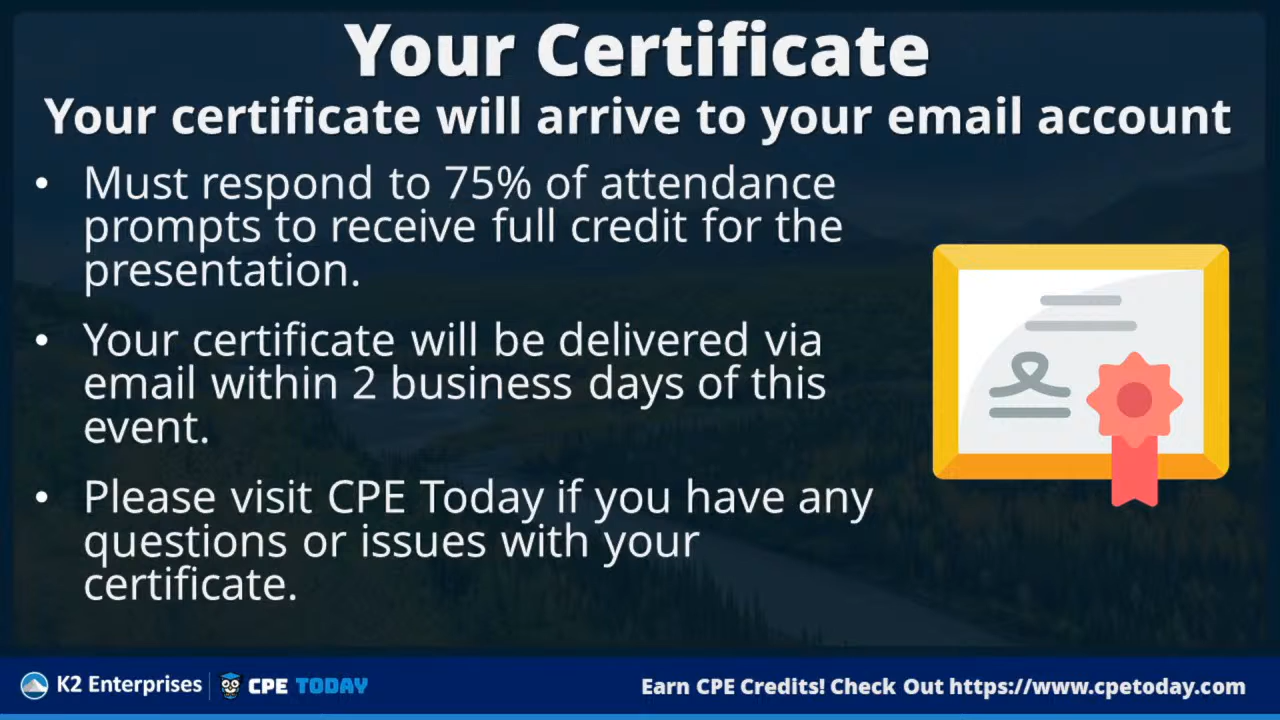 Your Certificate
Your certificate will arrive to your email account
• Must respond to 75% of attendance
prompts to receive full credit for the
presentation.
• Your certificate will be delivered via
email within 2 business days of this
event.
• Please visit CPE Today if you have any
questions or issues with your
certificate.
K2 Enterprises
CPE TODAY
Earn CPE Credits! Check Out https://www.cpetoday.com